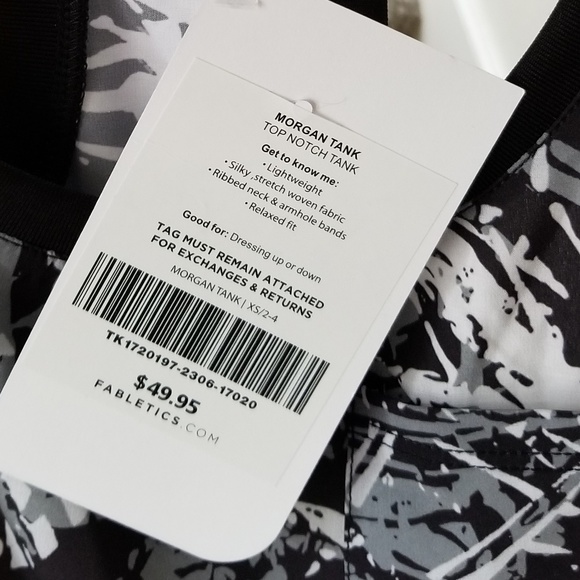 MORGAN TANK
TOP NOTCH TANK
Get to know me:
• Lightweight
• Silky ,stretch woven fabric
• Ribbed neck & armhole bands
• Relaxed fit
Good for: Dressing up or down
TAG MUST REMAIN ATTACHED
FOR EXCHANGES & RETURNS
MORGAN TANK | XS/2-4
TK1720197-2306-17020
$49.95
FABLETICS.COM